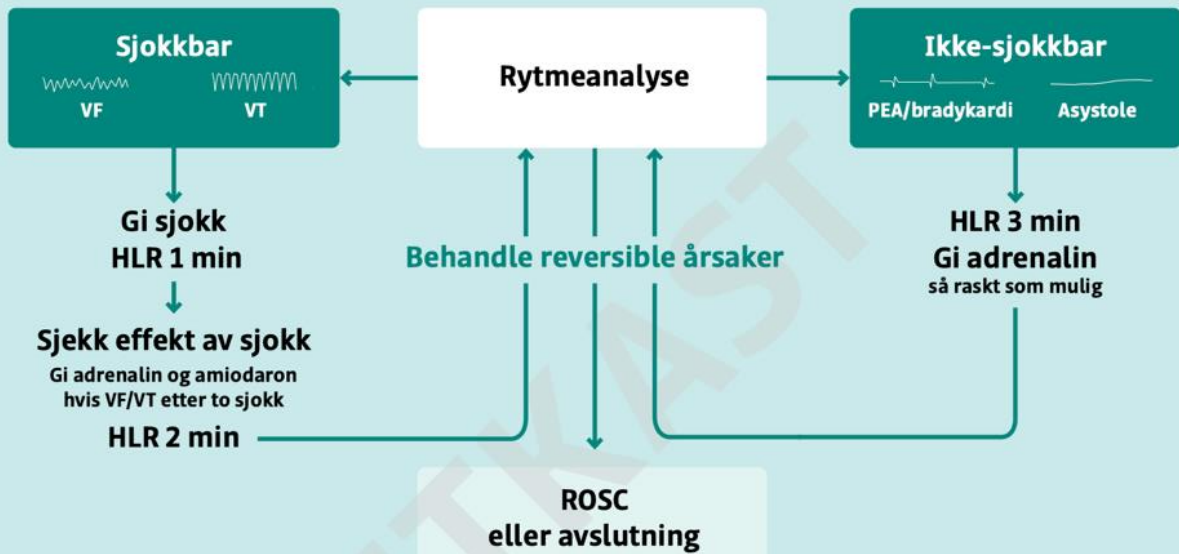 Sjokkbar
VF
VT
Rytmeanalyse
Ikke-sjokkbar
PEA/bradykardi
Asystole
Gi sjokk
HLR 1 min
Sjekk effekt av sjokk
Gi adrenalin og amiodaron
hvis VF/VT etter to sjokk
HLR 2 min
Behandle reversible årsaker
HLR 3 min
Gi adrenalin
så raskt som mulig
ROSC
eller avslutning